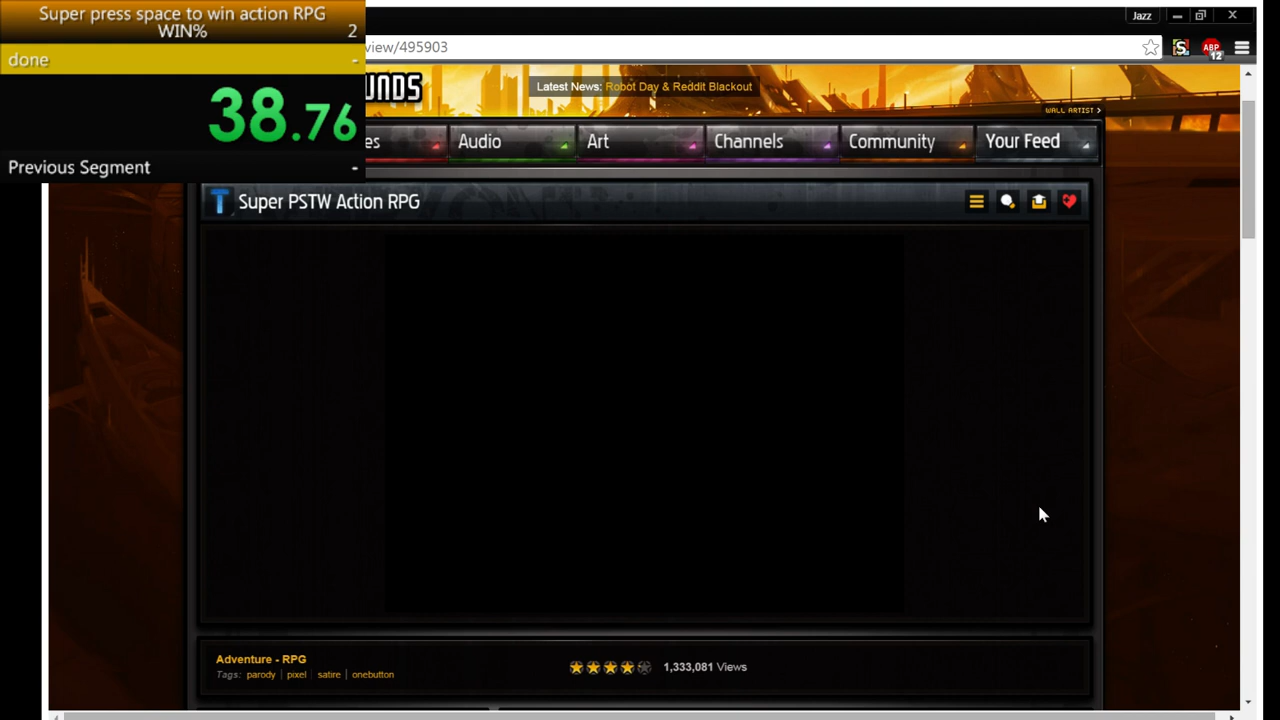 Super press space to win action RPG
WIN% 2
done -
38.76
Previous Segment -
Jazz
view/495903
ABP
12
UNDS
Latest News: Robot Day & Reddit Blackout
WALL ARTIST >
es Audio Art Channels Community Your Feed
T Super PSTW Action RPG
Adventure - RPG
Tags: parody | pixel | satire | onebutton
1,333,081 Views